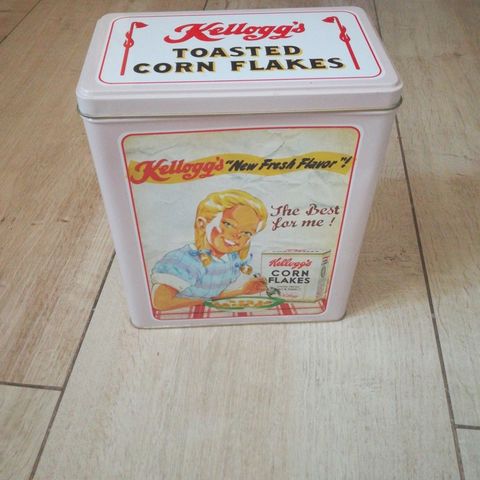 Kellogg's
TOASTED
CORN FLAKES
Kellogg's "New Fresh Flavor"!
The Best
for me!
Kellogg's
CORN
FLAKES